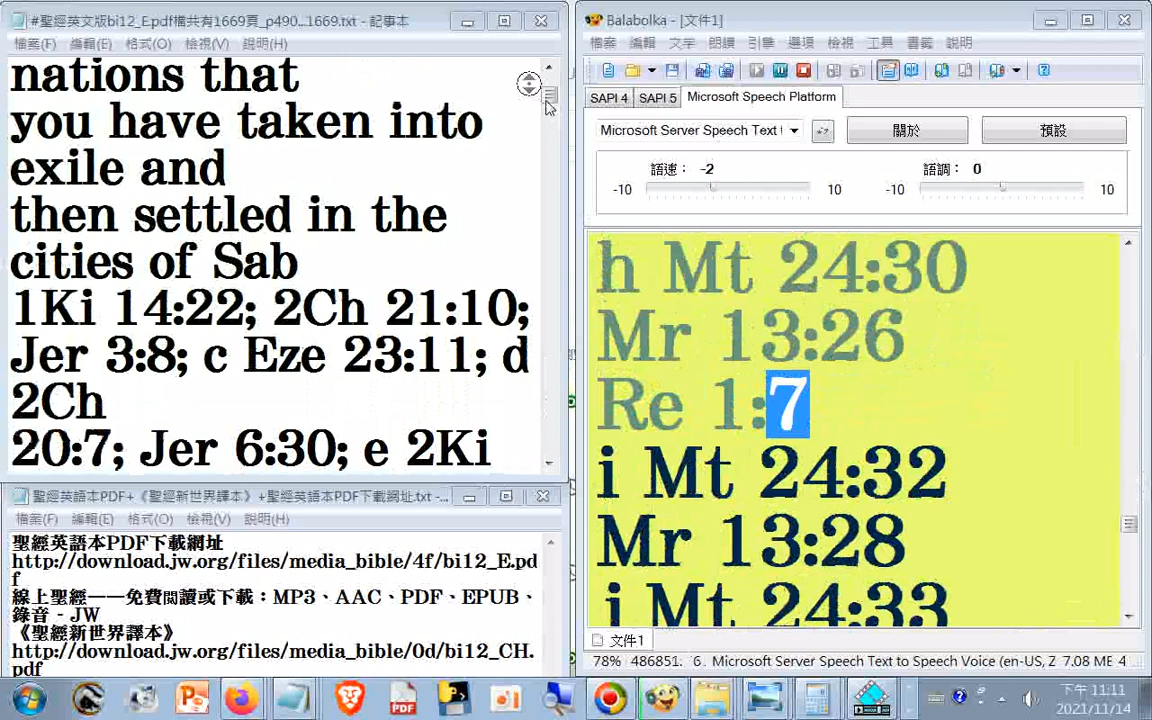 #聖經英文版bi12_E.pdf檔共有1669頁_p490...1669.txt - 記事本
檔案(F) 編輯(E) 格式(O) 檢視(V) 說明(H)
nations that
you have taken into
exile and
then settled in the
cities of Sab
1Ki 14:22; 2Ch 21:10;
Jer 3:8; c Eze 23:11; d
2Ch
20:7; Jer 6:30; e 2Ki
聖經英語本PDF+《聖經新世界譯本》+聖經英語本PDF下載網址.txt -...
檔案(F) 編輯(E) 格式(O) 檢視(V) 說明(H)
聖經英語本PDF下載網址
http://download.jw.org/files/media_bible/4f/bi12_E.pd
f
線上聖經——免費閱讀或下載：MP3、AAC、PDF、EPUB、
錄音 - JW
《聖經新世界譯本》
http://download.jw.org/files/media_bible/0d/bi12_CH.
pdf
Balabolka - [文件1]
檔案 編輯 文字 朗讀 引擎 選項 檢視 工具 書籤 說明
SAPI 4 SAPI 5 Microsoft Speech Platform
Microsoft Server Speech Text 關於 預設
語速： -2 語調： 0
-10 10 -10 10
h Mt 24:30
Mr 13:26
Re 1:7
i Mt 24:32
Mr 13:28
j Mt 24:33
文件1
78% 486851. 6. Microsoft Server Speech Text to Speech Voice (en-US, Z 7.08 ME 4
PDF
下午 11:11
2021/11/14